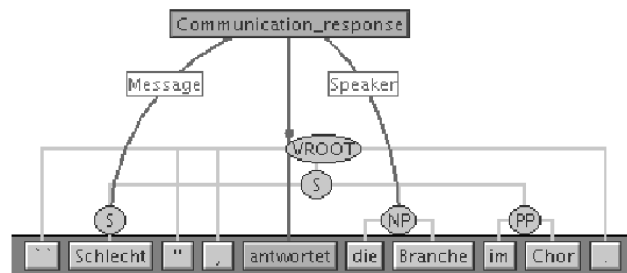 Communication_response
Message Speaker
VROOT
S
S NP PP
`` Schlecht " , antwortet die Branche im Chor .